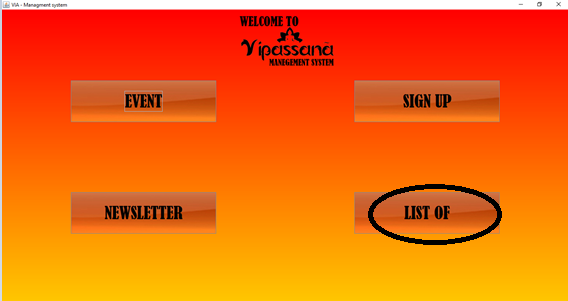 VIA - Managment system
WELCOME TO
Vipassana
MANEGEMENT SYSTEM
EVENT
SIGN UP
NEWSLETTER
LIST OF